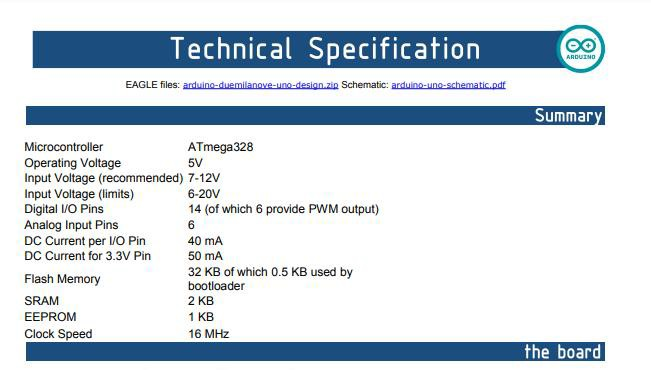 Technical Specification
ARDUINO
EAGLE files: arduino-duemilanove-uno-design.zip Schematic: arduino-uno-schematic.pdf
Summary
Microcontroller ATmega328
Operating Voltage 5V
Input Voltage (recommended) 7-12V
Input Voltage (limits) 6-20V
Digital I/O Pins 14 (of which 6 provide PWM output)
Analog Input Pins 6
DC Current per I/O Pin 40 mA
DC Current for 3.3V Pin 50 mA
Flash Memory 32 KB of which 0.5 KB used by
bootloader
SRAM 2 KB
EEPROM 1 KB
Clock Speed 16 MHz
the board